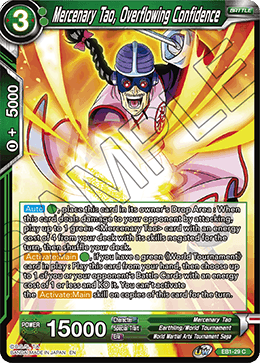 3
Mercenary Tao, Overflowing Confidence
BATTLE
0 + 5000
SAMPLE
Auto , place this card in its owner's Drop Area : When
this card deals damage to your opponent by attacking,
play up to 1 green <Mercenary Tao> card with an energy
cost of 4 from your deck with its skills negated for the
turn, then shuffle your deck.
Activate:Main , if you have a green {World Tournament}
card in play : Play this card from your hand, then choose up
to 1 of you or your opponent's Battle Cards with an energy
cost of 1 or less and KO it. You can't activate
the Activate:Main skill on copies of this card for the turn.
POWER
15000
Character
Mercenary Tao
Special Trait
Earthling/World Tournament
Era
World Martial Arts Tournament Saga
MADE IN JAPAN EN
EB1-29 C